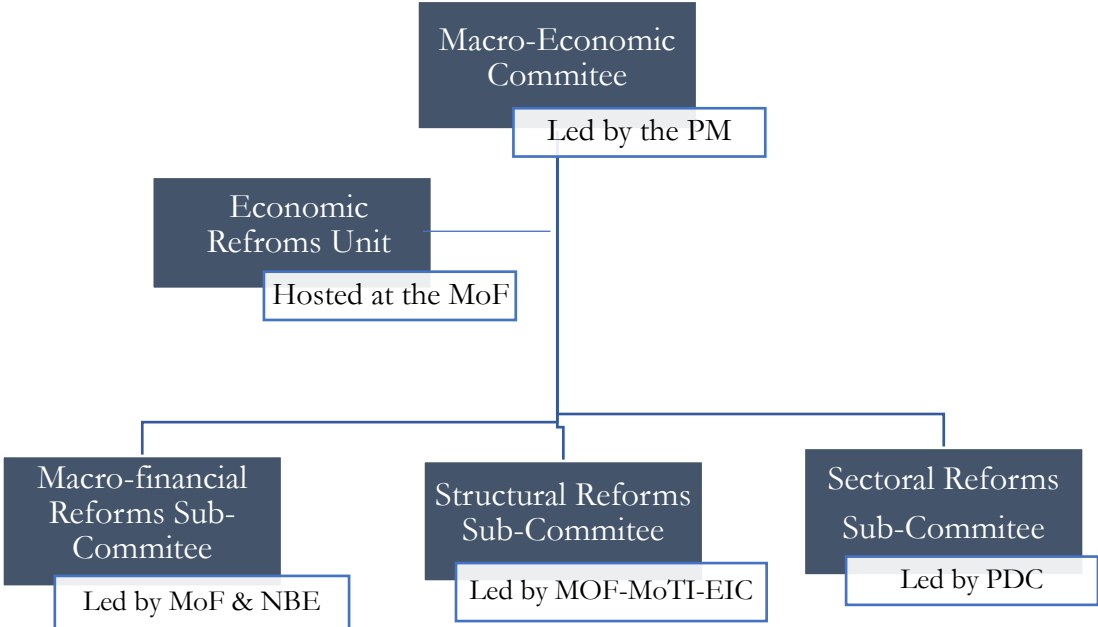 Macro-Economic
Commitee
Led by the PM
Economic
Refroms Unit
Hosted at the MoF
Macro-financial
Reforms Sub-
Commitee
Led by MoF & NBE
Structural Reforms
Sub-Commitee
Led by MOF-MoTI-EIC
Sectoral Reforms
Sub-Commitee
Led by PDC